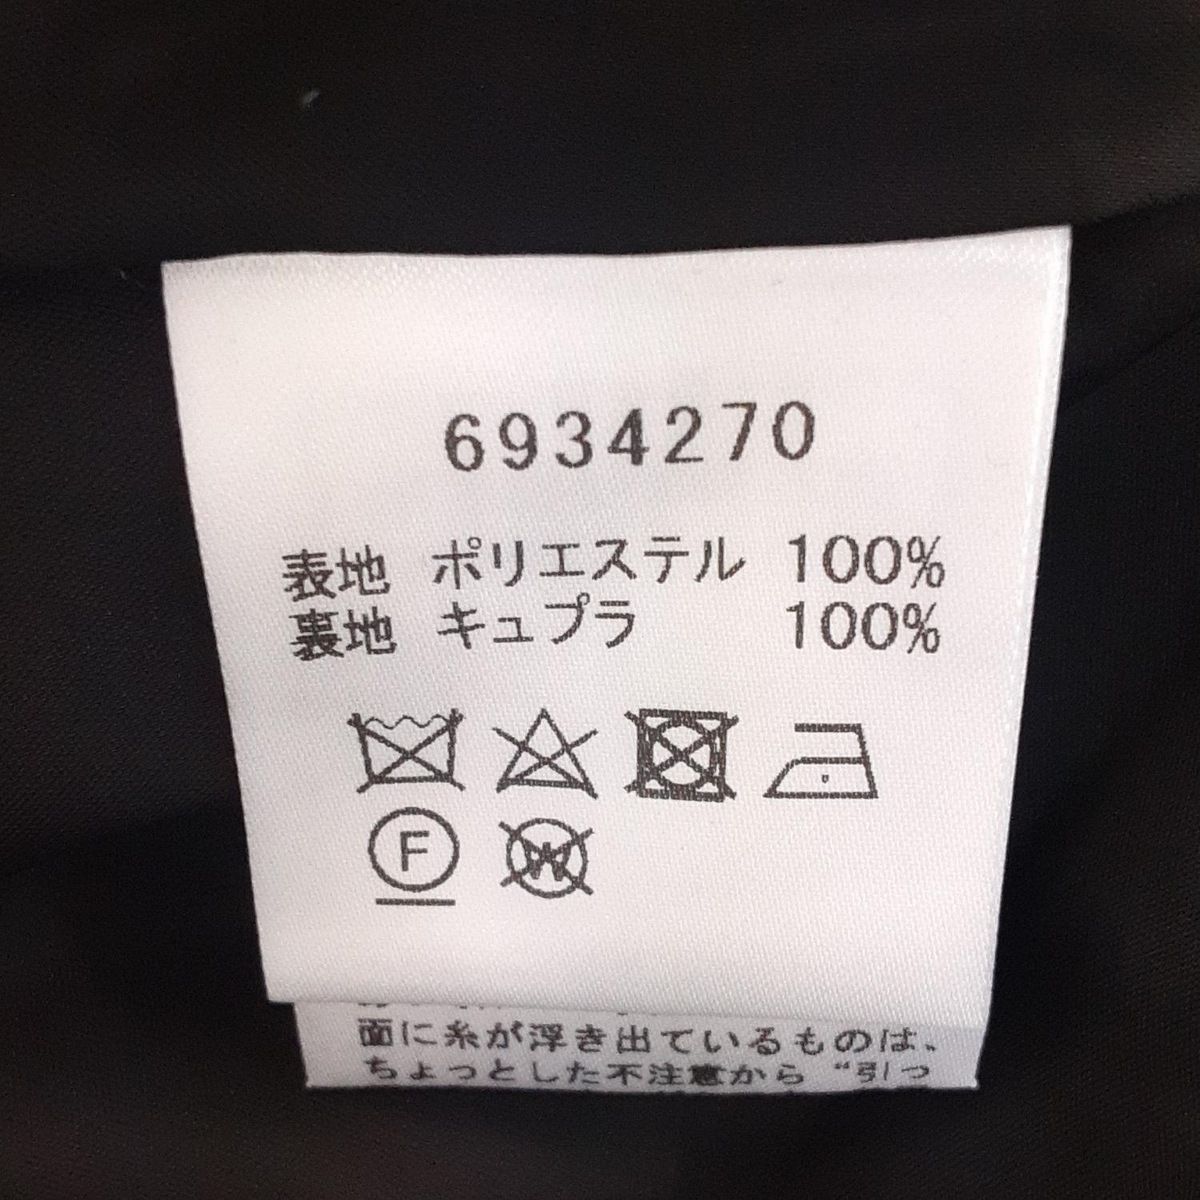 6934270
表地 ポリエステル 100%
裏地 キュプラ 100%
F
W
面に糸が浮き出ているものは、
ちょっとした不注意から “引っ